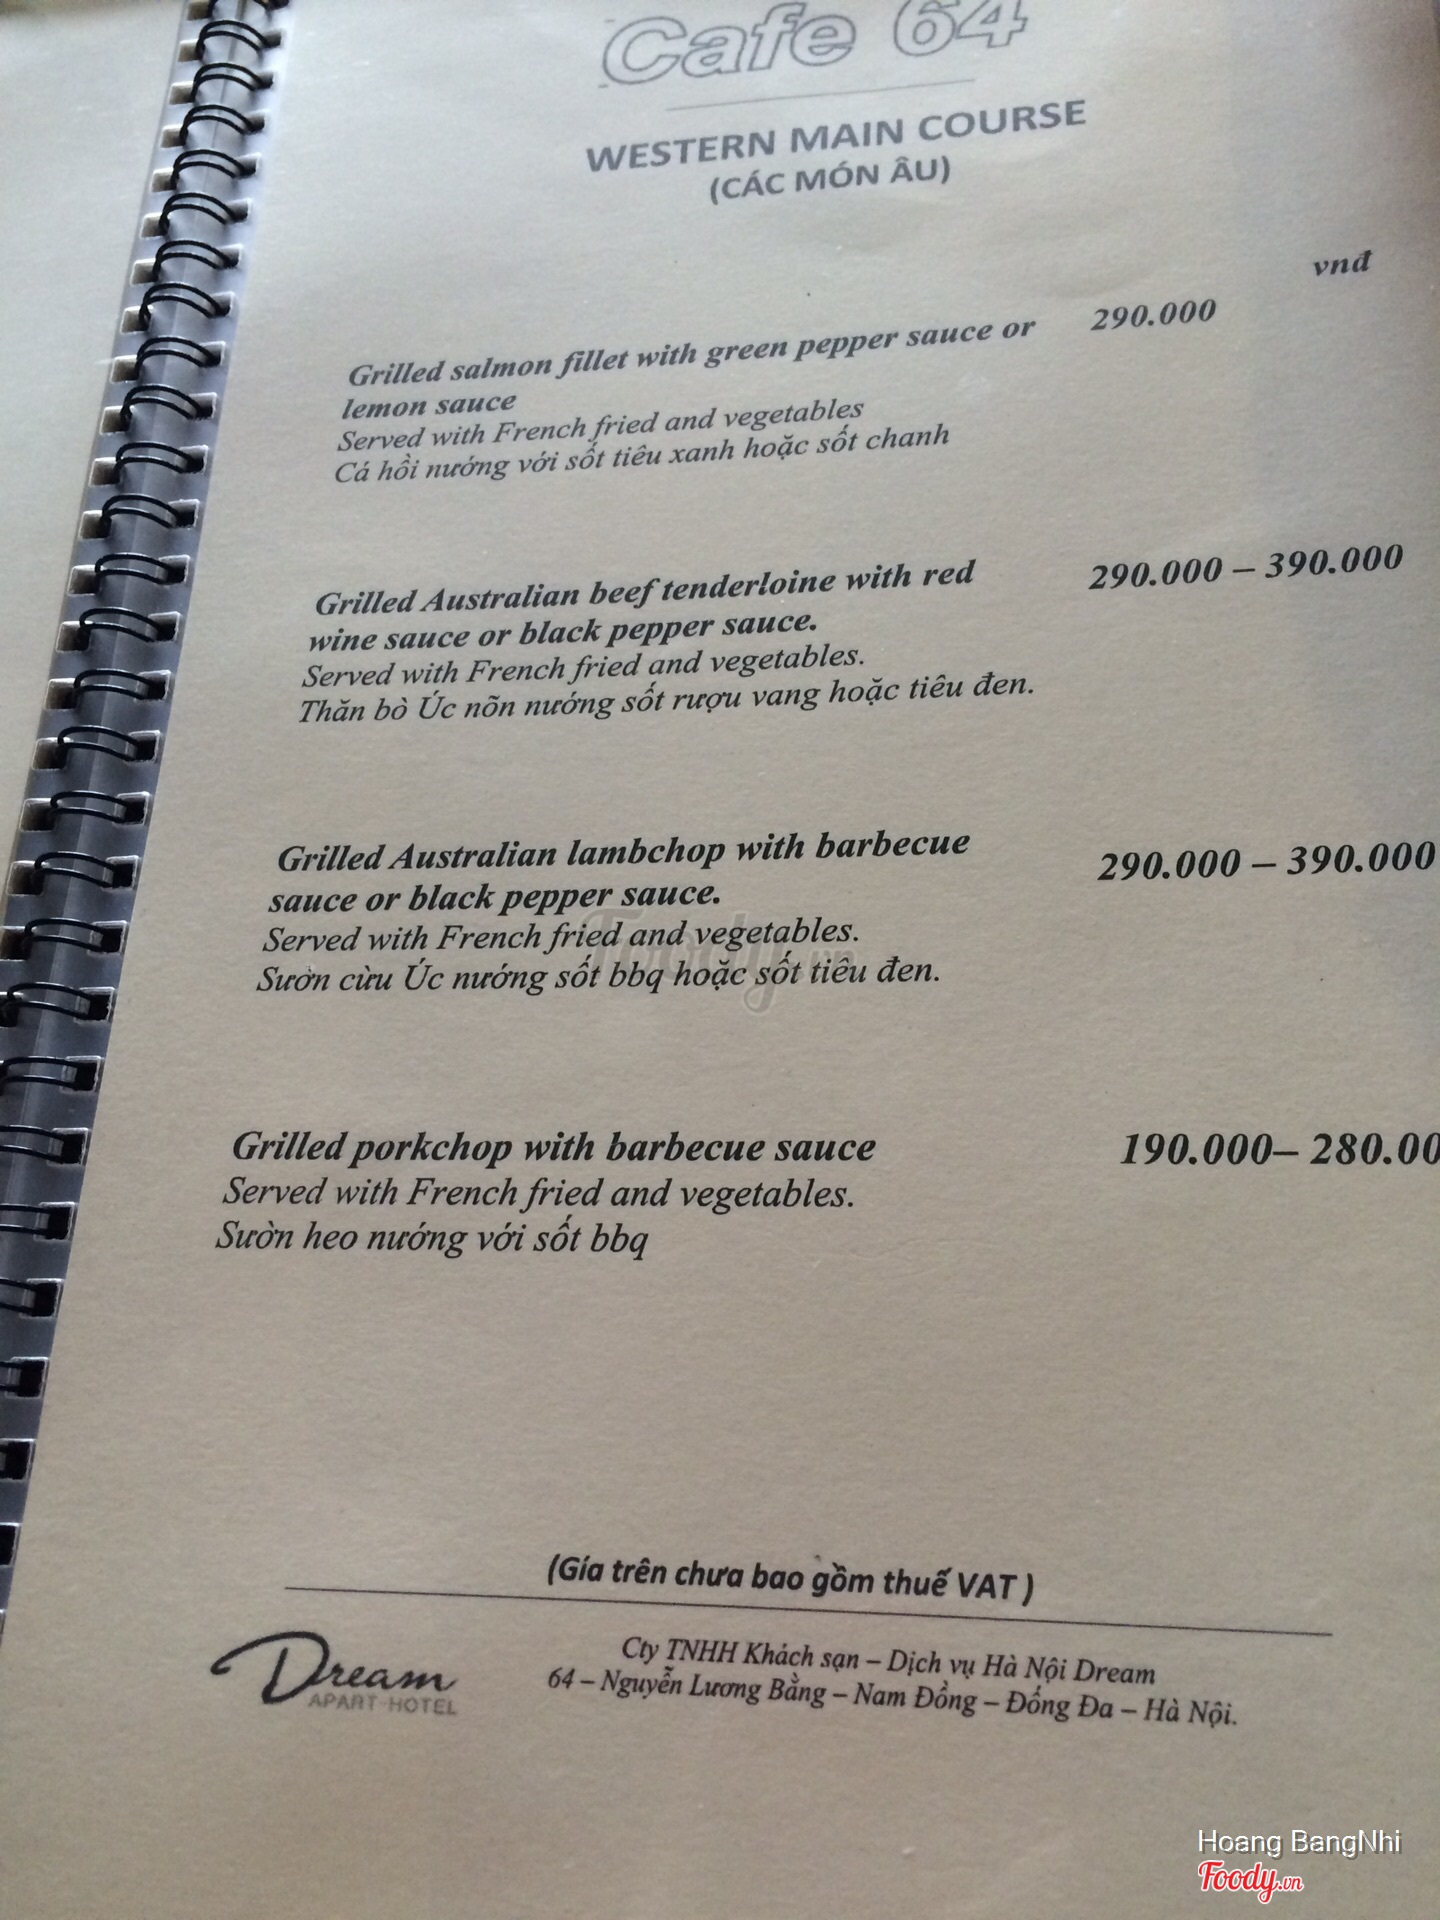 Cafe 64
WESTERN MAIN COURSE
(CÁC MÓN ÂU)
vnđ
Grilled salmon fillet with green pepper sauce or 290.000
lemon sauce
Served with French fried and vegetables
Cá hồi nướng với sốt tiêu xanh hoặc sốt chanh
Grilled Australian beef tenderloine with red 290.000 – 390.000
wine sauce or black pepper sauce.
Served with French fried and vegetables.
Thăn bò Úc nõn nướng sốt rượu vang hoặc tiêu đen.
Grilled Australian lambchop with barbecue 290.000 – 390.000
sauce or black pepper sauce.
Served with French fried and vegetables.
Sườn cừu Úc nướng sốt bbq hoặc sốt tiêu đen.
Foody.vn
Grilled porkchop with barbecue sauce 190.000– 280.00
Served with French fried and vegetables.
Sườn heo nướng với sốt bbq
(Gía trên chưa bao gồm thuế VAT )
Dream
APART-HOTEL
Cty TNHH Khách sạn – Dịch vụ Hà Nội Dream
64 – Nguyễn Lương Bằng – Nam Đồng – Đống Đa – Hà Nội.
Hoang BangNhi
Foody.vn